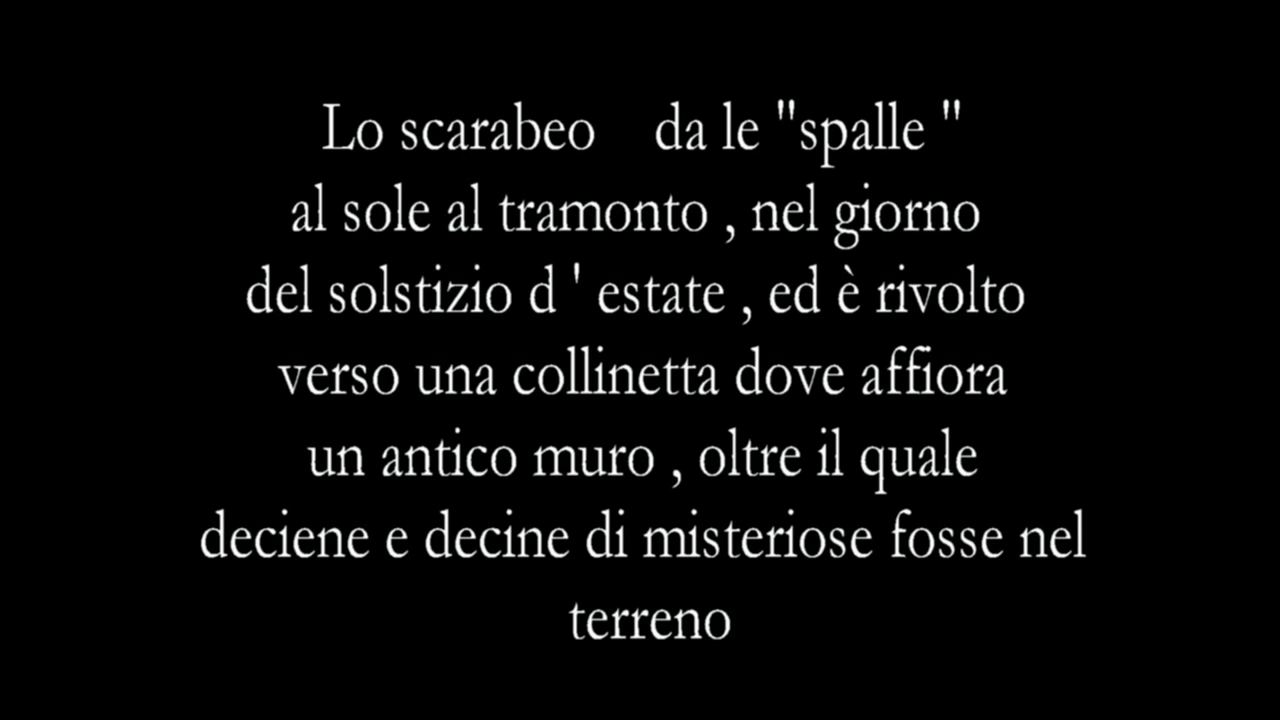 Lo scarabeo da le "spalle "
al sole al tramonto , nel giorno
del solstizio d ' estate , ed è rivolto
verso una collinetta dove affiora
un antico muro , oltre il quale
deciene e decine di misteriose fosse nel
terreno